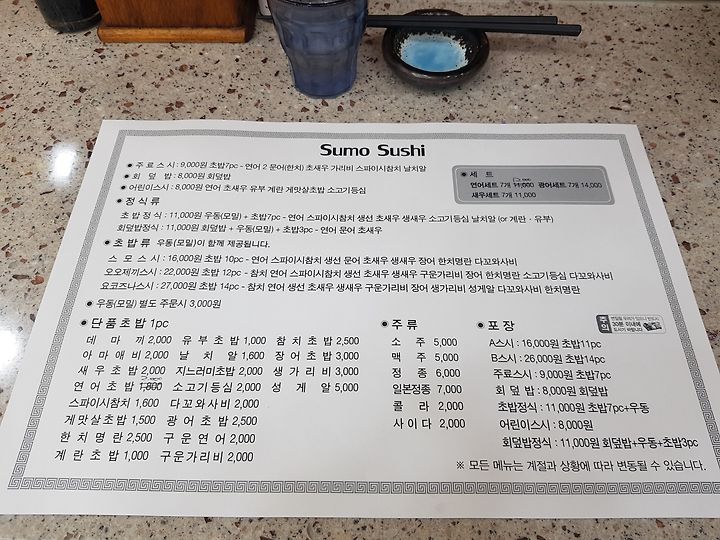 Sumo Sushi
● 주료스시 : 9,000원 초밥7pc - 연어 2 문어(한치) 초새우 가리비 스파이시참치 날치알
● 회 덮 밥 : 8,000원 회덮밥
● 어린이스시 : 8,000원 연어 초새우 유부 계란 게맛살초밥 소고기등심
● 세 트
연어세트 7개 광어세트 7개 14,000
새우세트 7개 11,000
● 정식류
초 밥 정 식 : 11,000원 우동(모밀) + 초밥7pc - 연어 스파이시참치 생선 초새우 생새우 소고기등심 날치알 (or 계란 · 유부)
회덮밥정식 : 11,000원 회덮밥 + 우동(모밀) + 초밥3pc - 연어 문어 초새우
● 초밥류 우동(모밀)이 함께 제공됩니다.
스 모 스 시 : 16,000원 초밥 10pc - 연어 스파이시참치 생선 문어 초새우 생새우 장어 한치명란 다꼬와사비
오오제끼스시 : 22,000원 초밥 12pc - 참치 연어 스파이시참치 생선 초새우 생새우 구운가리비 장어 한치명란 소고기등심 다꼬와사비
요코즈나스시 : 27,000원 초밥 14pc - 참치 연어 생선 초새우 생새우 구운가리비 장어 생가리비 성게알 다꼬와사비 한치명란
● 우동(모밀) 별도 주문시 3,000원
● 단품초밥 1pc
데 마 끼 2,000 유 부 초 밥 1,000 참 치 초 밥 2,500
아 마 에 비 2,000 날 치 알 1,600 장 어 초 밥 3,000
새 우 초 밥 2,000 지느러미초밥 2,000 생 가 리 비 3,000
연 어 초 밥 1,800 소고기등심 2,000 성 게 알 5,000
스파이시참치 1,600 다꼬와사비 2,000
게맛살초밥 1,500 광 어 초 밥 2,500
한 치 명 란 2,500 구 운 연 어 2,000
계 란 초 밥 1,000 구운가리비 2,000
● 주 류
소 주 5,000
맥 주 5,000
정 종 6,000
일본정종 7,000
콜 라 2,000
사 이 다 2,000
● 포 장
주의
30분 이내에
A스시 : 16,000원 초밥11pc
B스시 : 26,000원 초밥14pc
주료스시 : 9,000원 초밥7pc
회 덮 밥 : 8,000원 회덮밥
초밥정식 : 11,000원 초밥7pc+우동
어린이스시 : 8,000원
회덮밥정식 : 11,000원 회덮밥+우동+초밥3pc
※ 모든 메뉴는 계절과 상황에 따라 변동될 수 있습니다.